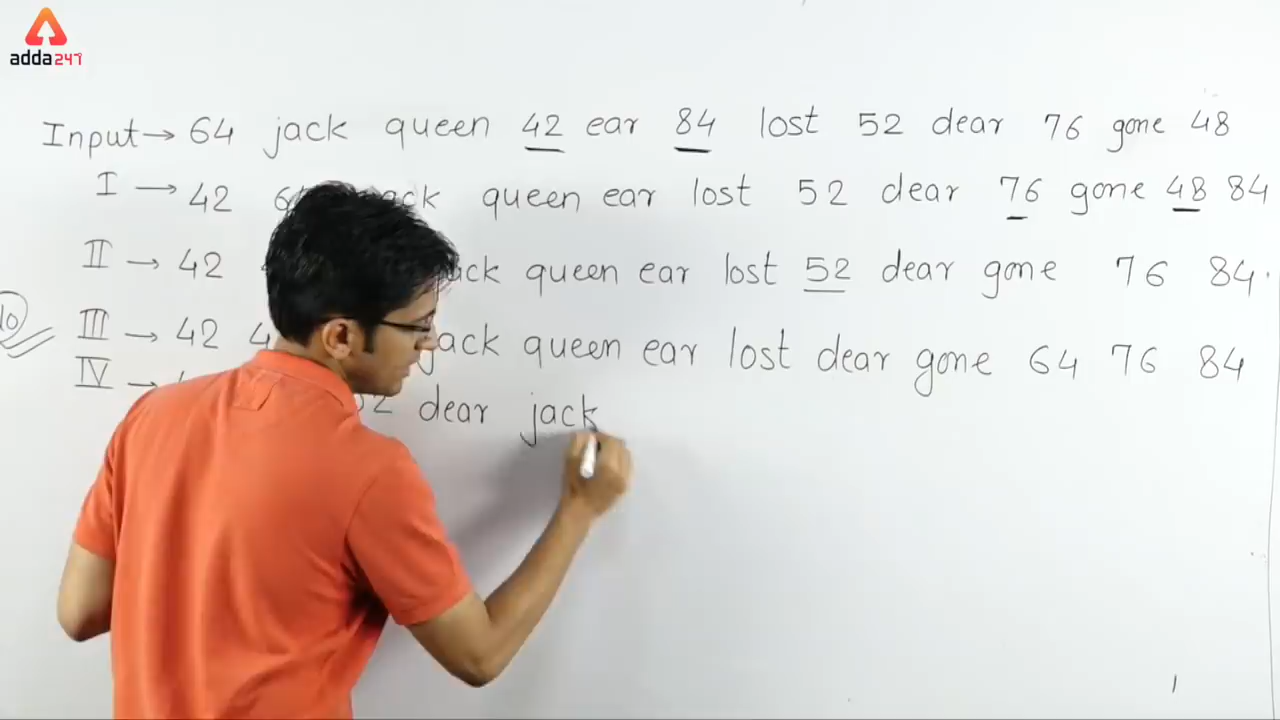 adda247
Input→ 64 jack queen 42 ear 84 lost 52 dear 76 gone 48
I → 42 queen ear lost 52 dear 76 gone 48 84
II → 42 queen ear lost 52 dear gone 76 84.
10
III → 42 jack queen ear lost dear gone 64 76 84
IV → dear jack